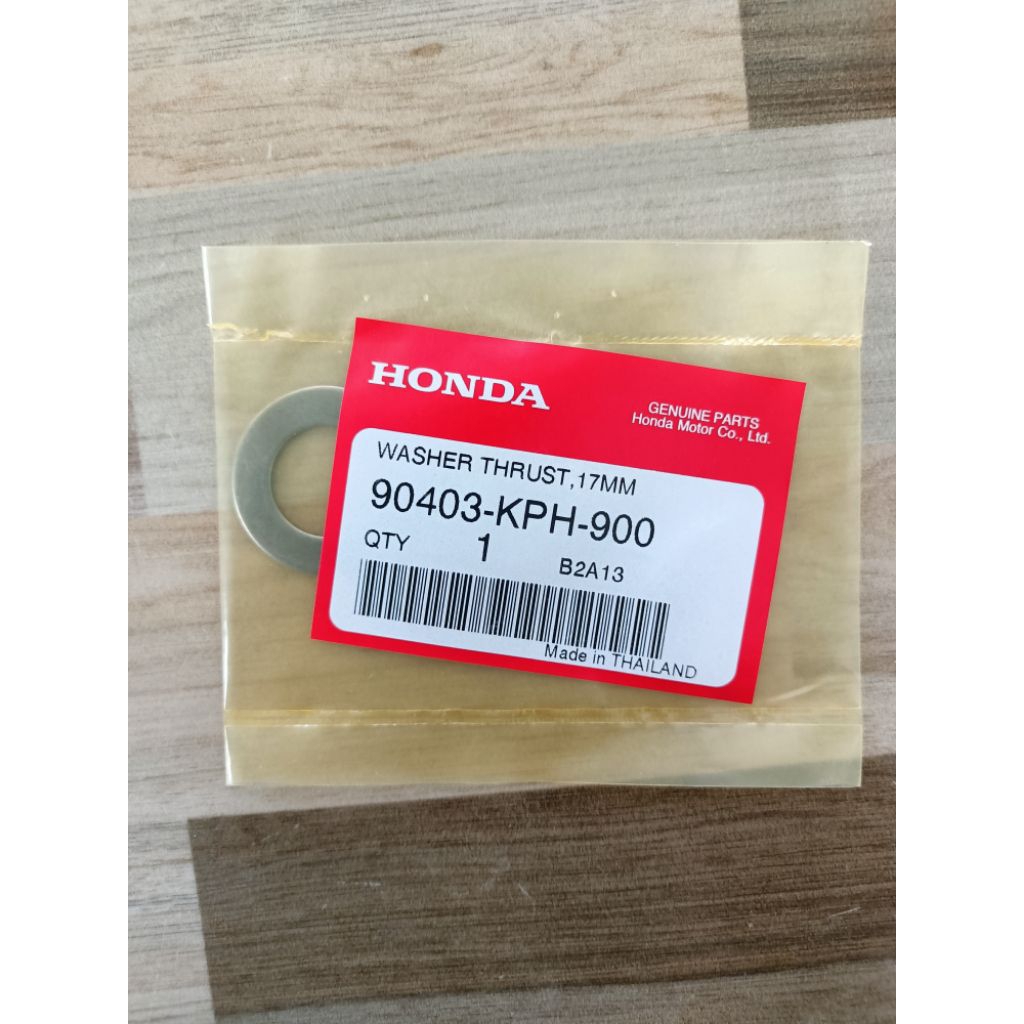 HONDA
GENUINE PARTS
Honda Motor Co., Ltd.
WASHER THRUST,17MM
90403-KPH-900
QTY 1 B2A13
Made in THAILAND